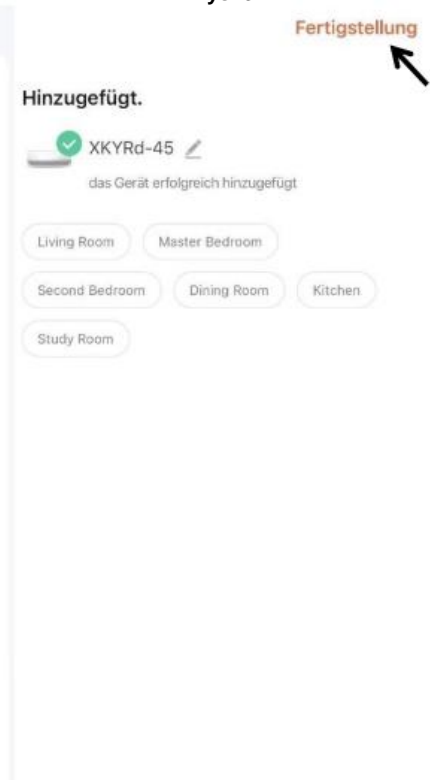 Fertigstellung
Hinzugefügt.
XKYRd-45
das Gerät erfolgreich hinzugefügt
Living Room Master Bedroom
Second Bedroom Dining Room Kitchen
Study Room